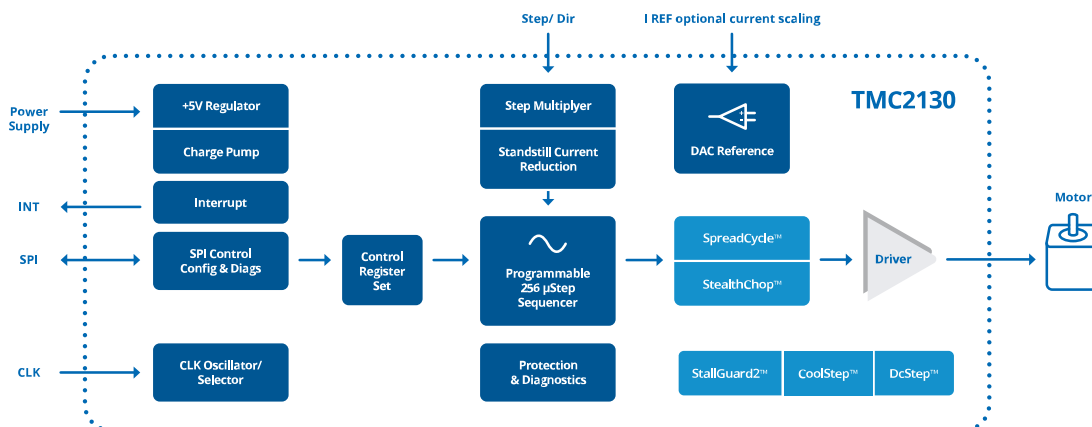 Step/ Dir
I REF optional current scaling
TMC2130
Power
Supply
+5V Regulator
Charge Pump
Step Multiplyer
Standstill Current
Reduction
DAC Reference
INT
Interrupt
SPI
SPI Control
Config & Diags
Control
Register
Set
Programmable
256 µStep
Sequencer
SpreadCycle™
StealthChop™
Driver
Motor
CLK
CLK Oscillator/
Selector
Protection
& Diagnostics
StallGuard2™
CoolStep™
DcStep™